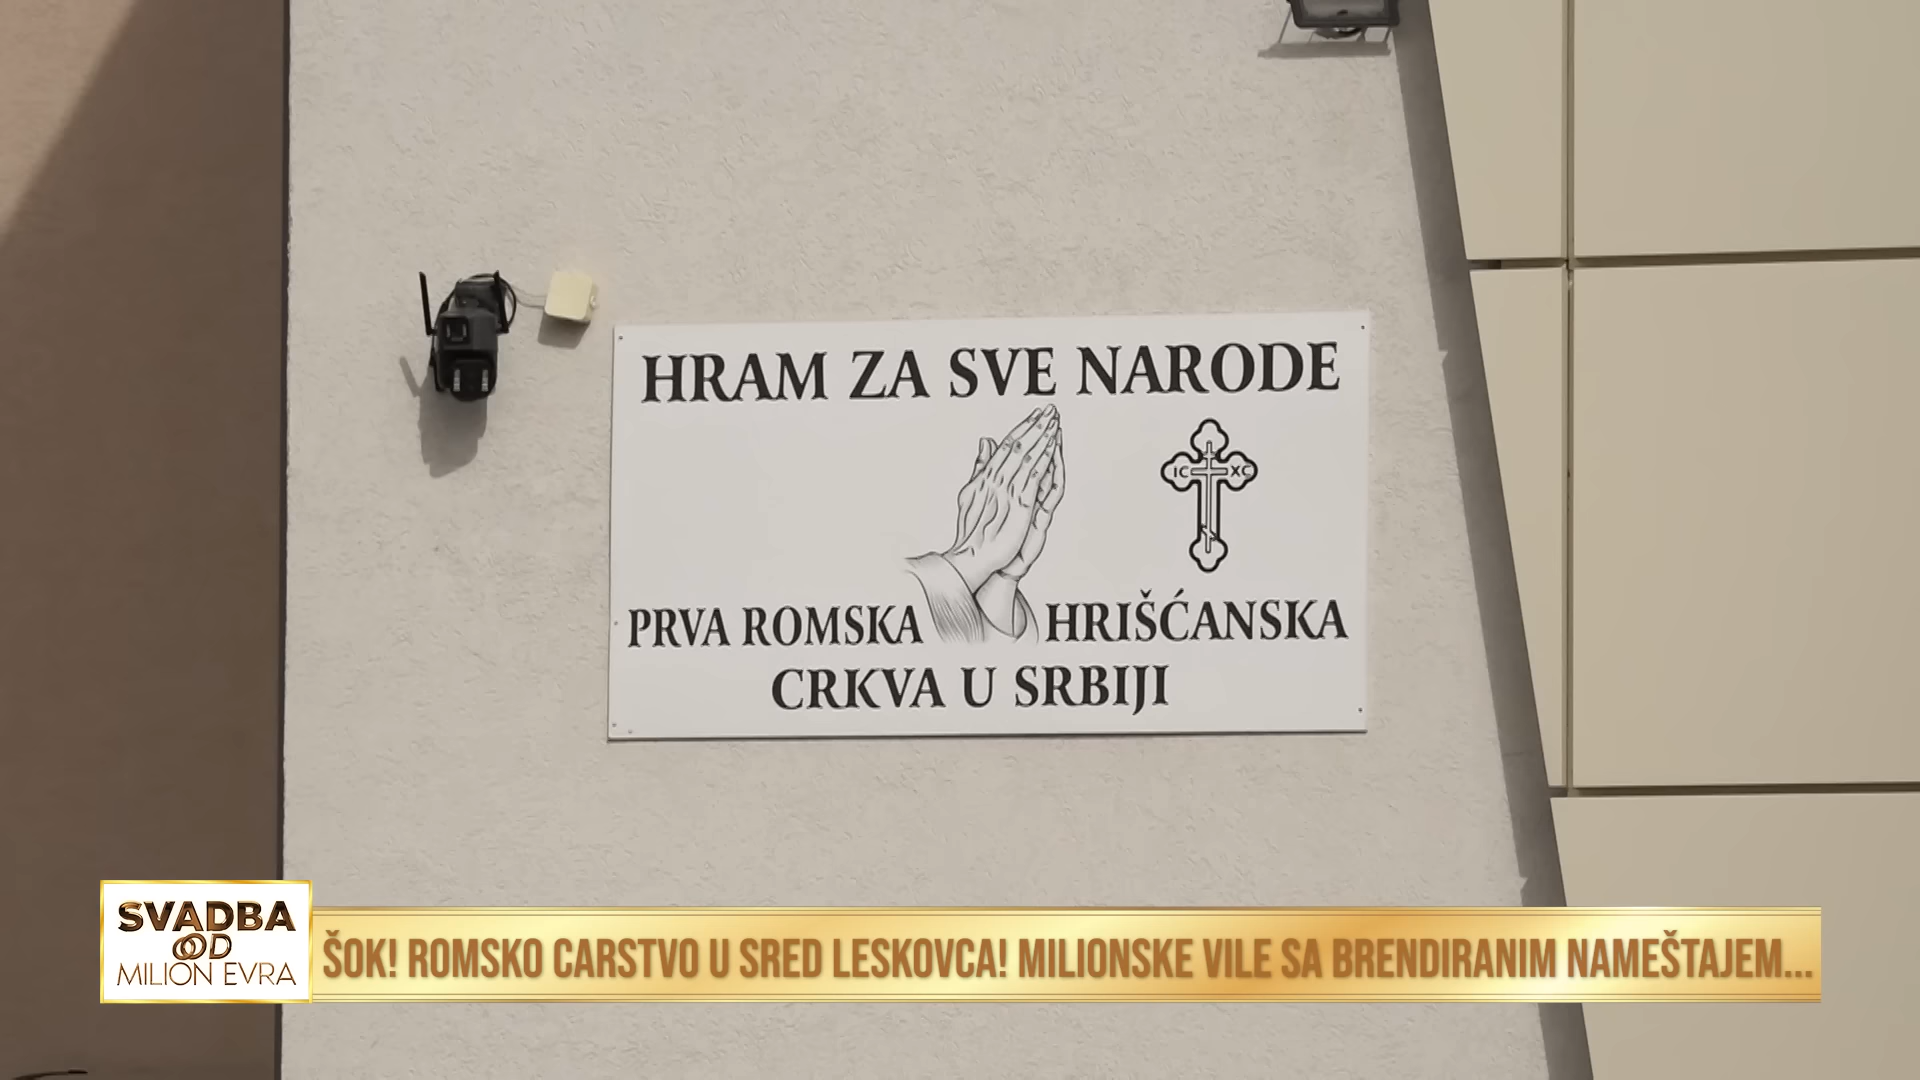 HRAM ZA SVE NARODE
IC XC
PRVA ROMSKA HRIŠĆANSKA
CRKVA U SRBIJI
SVADBA
OD
MILION EVRA
ŠOK! ROMSKO CARSTVO U SRED LESKOVCA! MILIONSKE VILE SA BRENDIRANIM NAMEŠTAJEM...